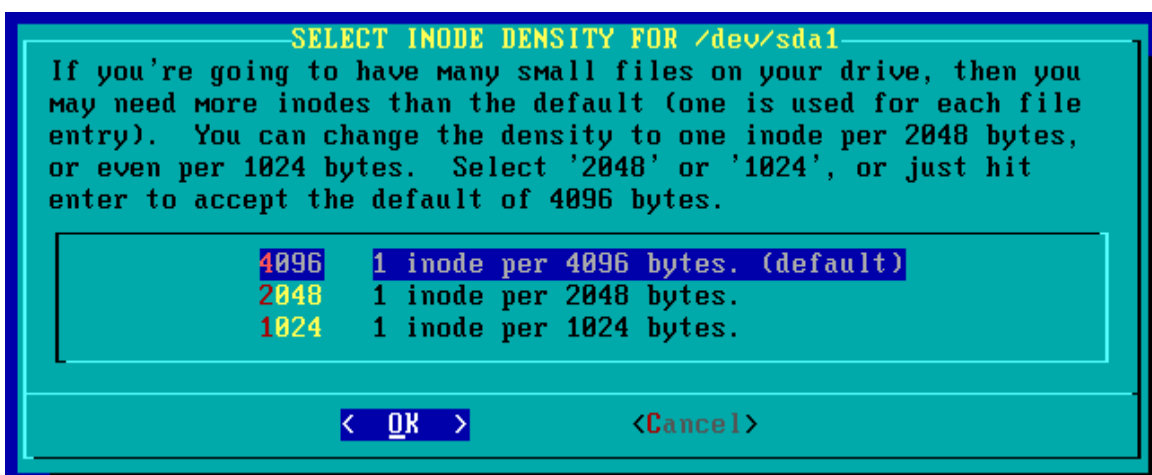 SELECT INODE DENSITY FOR /dev/sda1
If you're going to have many small files on your drive, then you
may need more inodes than the default (one is used for each file
entry).  You can change the density to one inode per 2048 bytes,
or even per 1024 bytes.  Select '2048' or '1024', or just hit
enter to accept the default of 4096 bytes.
4096  1 inode per 4096 bytes. (default)
2048  1 inode per 2048 bytes.
1024  1 inode per 1024 bytes.
<  OK  > <Cancel>